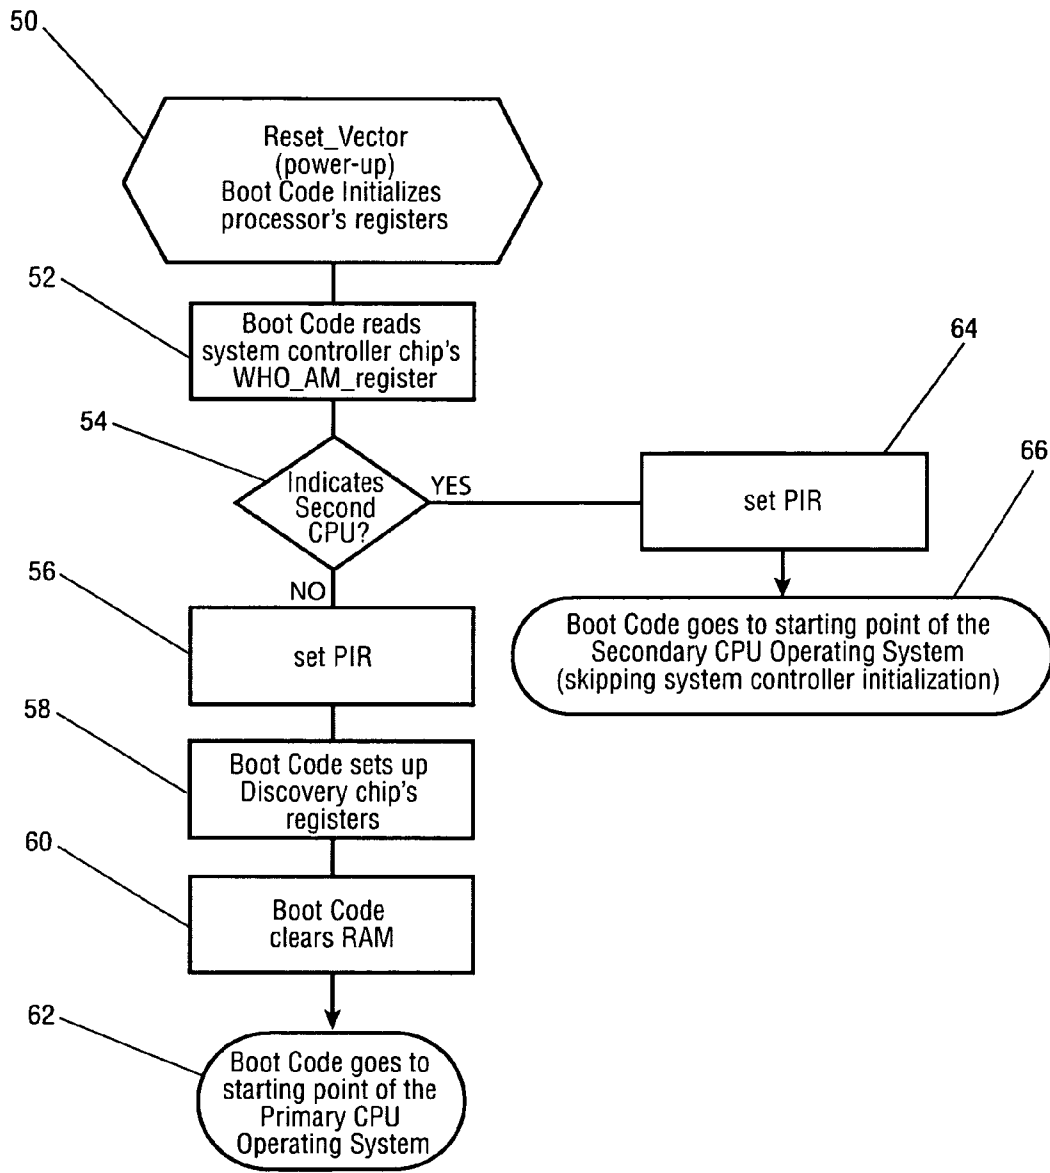 50
Reset_Vector
(power-up)
Boot Code Initializes
processor's registers
52
Boot Code reads
system controller chip's
WHO_AM_register
64
54
Indicates
Second
CPU?
YES
66
set PIR
NO
56
set PIR
Boot Code goes to starting point of the
Secondary CPU Operating System
(skipping system controller initialization)
58
Boot Code sets up
Discovery chip's
registers
60
Boot Code
clears RAM
62
Boot Code goes to
starting point of the
Primary CPU
Operating System